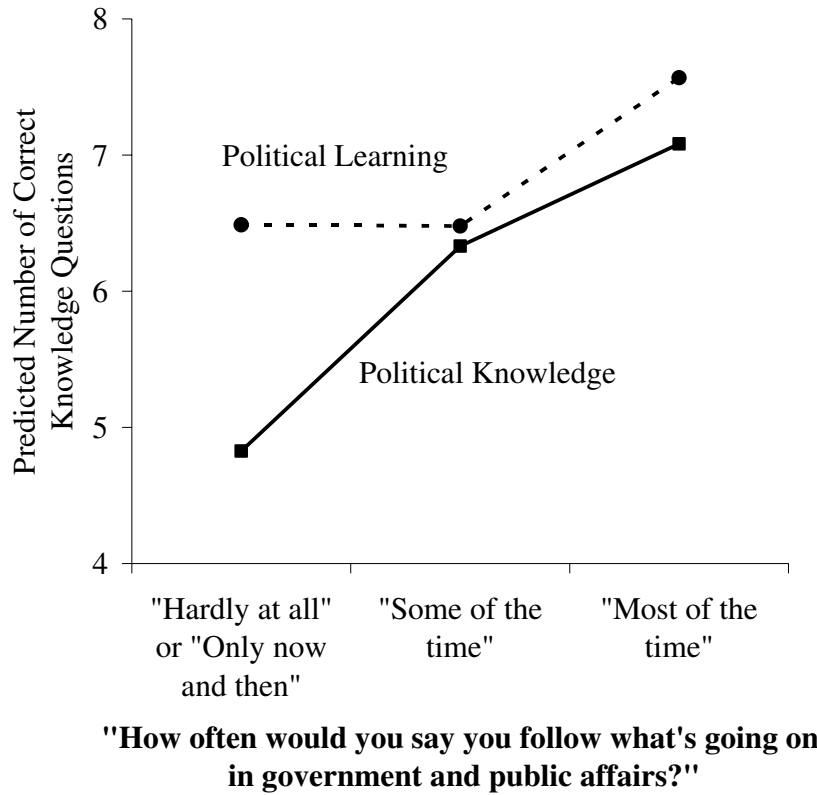 Predicted Number of Correct
Knowledge Questions
8
7
6
5
4
Political Learning
Political Knowledge
"Hardly at all"
or "Only now
and then"
"Some of the
time"
"Most of the
time"
"How often would you say you follow what's going on
in government and public affairs?"